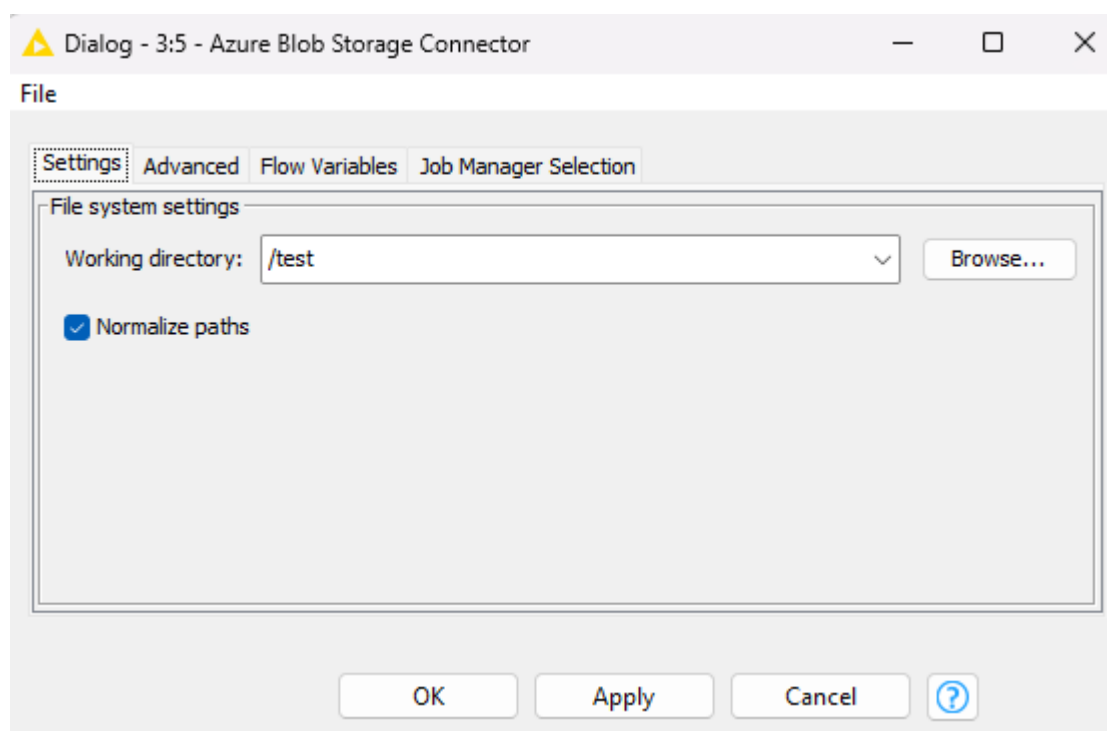 Dialog - 3:5 - Azure Blob Storage Connector
File
Settings Advanced Flow Variables Job Manager Selection
File system settings
Working directory: /test Browse...
Normalize paths
OK Apply Cancel ?